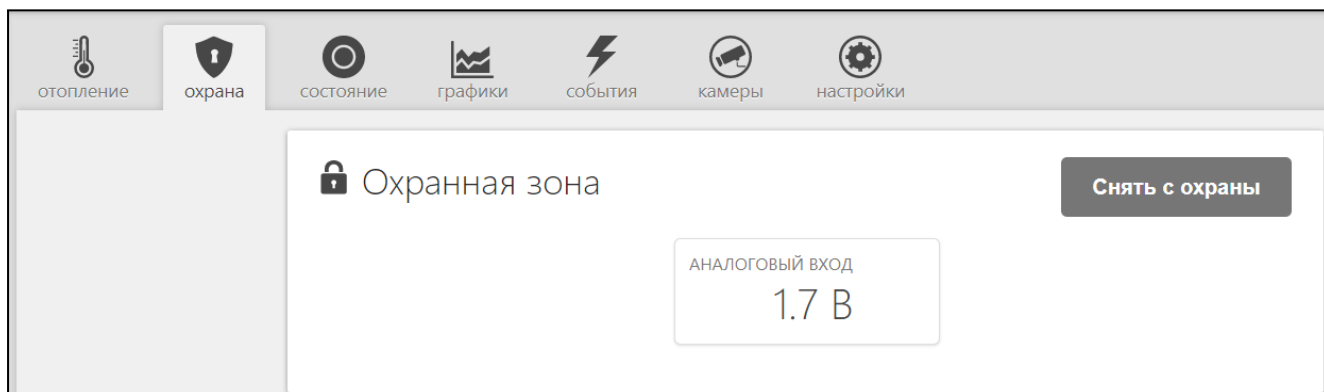 отопление охрана состояние графики события камеры настройки
Охранная зона
Снять с охраны
АНАЛОГОВЫЙ ВХОД
1.7 В